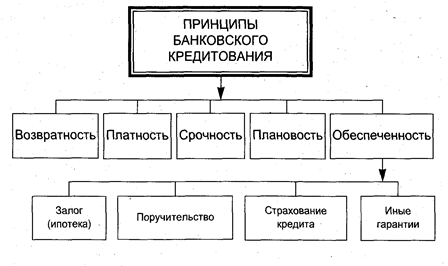 ПРИНЦИПЫ
БАНКОВСКОГО
КРЕДИТОВАНИЯ
Возвратность
Платность
Срочность
Плановость
Обеспеченность
Залог
(ипотека)
Поручительство
Страхование
кредита
Иные
гарантии